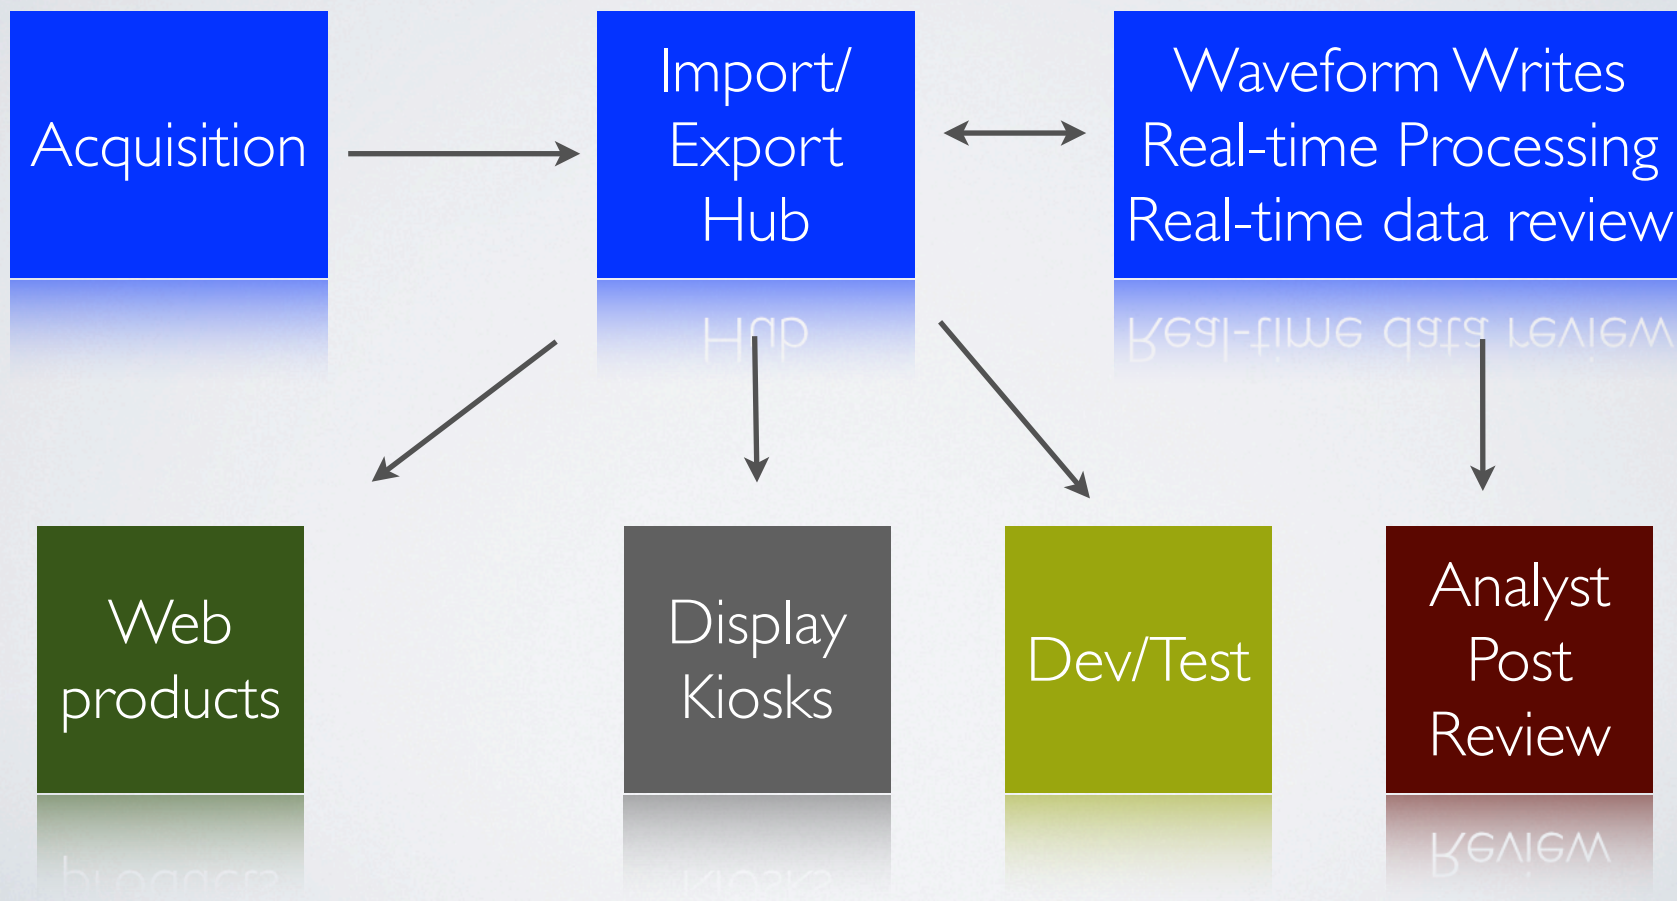 Acquisition
Import/
Export
Hub
Waveform Writes
Real-time Processing
Real-time data review
Web
products
Display
Kiosks
Dev/Test
Analyst
Post
Review